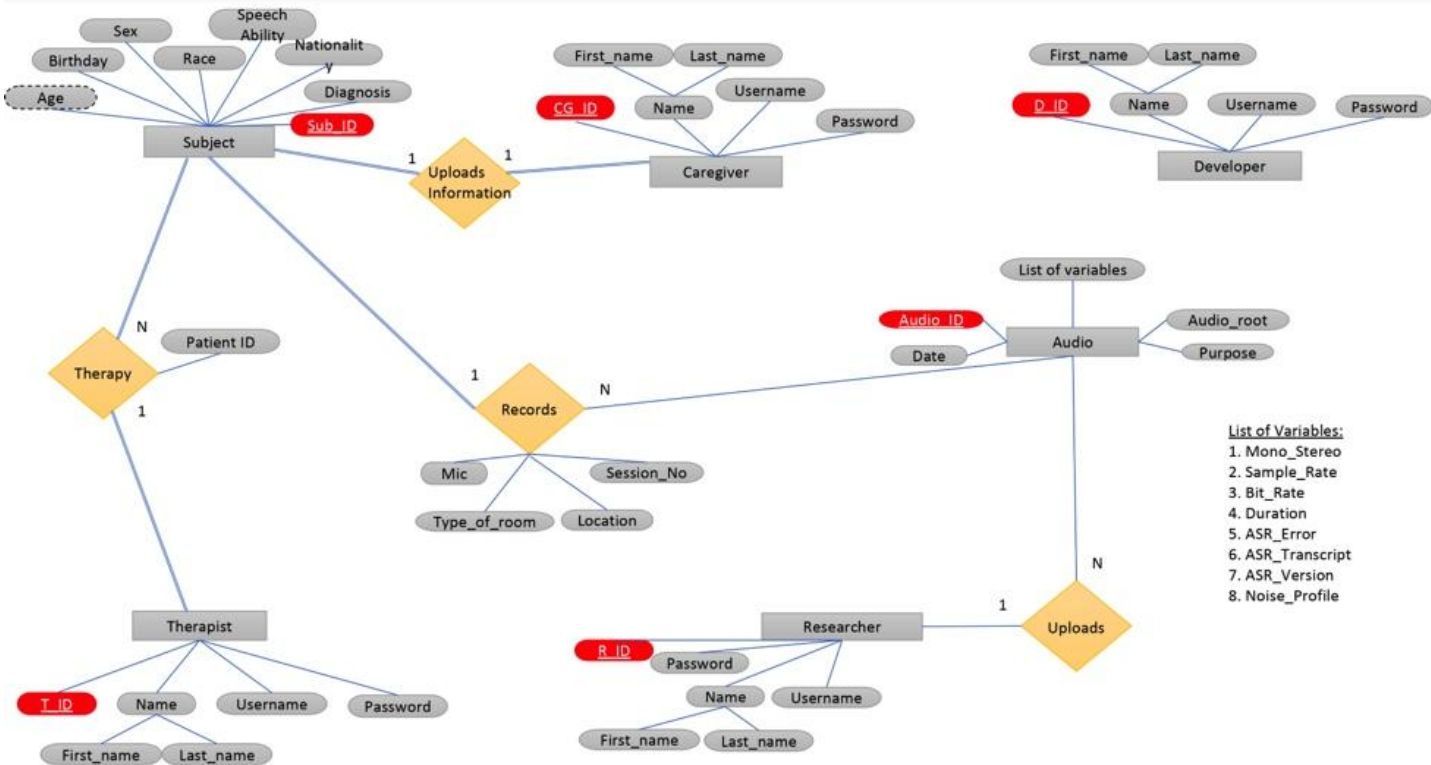 Speech
Ability
Sex
Nationalit
y
Birthday
Race
Age
Diagnosis
Sub_ID
Subject
First_name
Last_name
CG_ID
Name
Username
Password
Caregiver
First_name
Last_name
D_ID
Name
Username
Password
Developer
1
Uploads
Information
1
List of variables
Audio_ID
Audio_root
Date
Audio
Purpose
N
Patient ID
Therapy
1
1
N
Records
Mic
Session_No
Type_of_room
Location
List of Variables:
1. Mono_Stereo
2. Sample_Rate
3. Bit_Rate
4. Duration
5. ASR_Error
6. ASR_Transcript
7. ASR_Version
8. Noise_Profile
N
1
Uploads
Therapist
T_ID
Name
Username
Password
First_name
Last_name
Researcher
R_ID
Password
Name
Username
First_name
Last_name